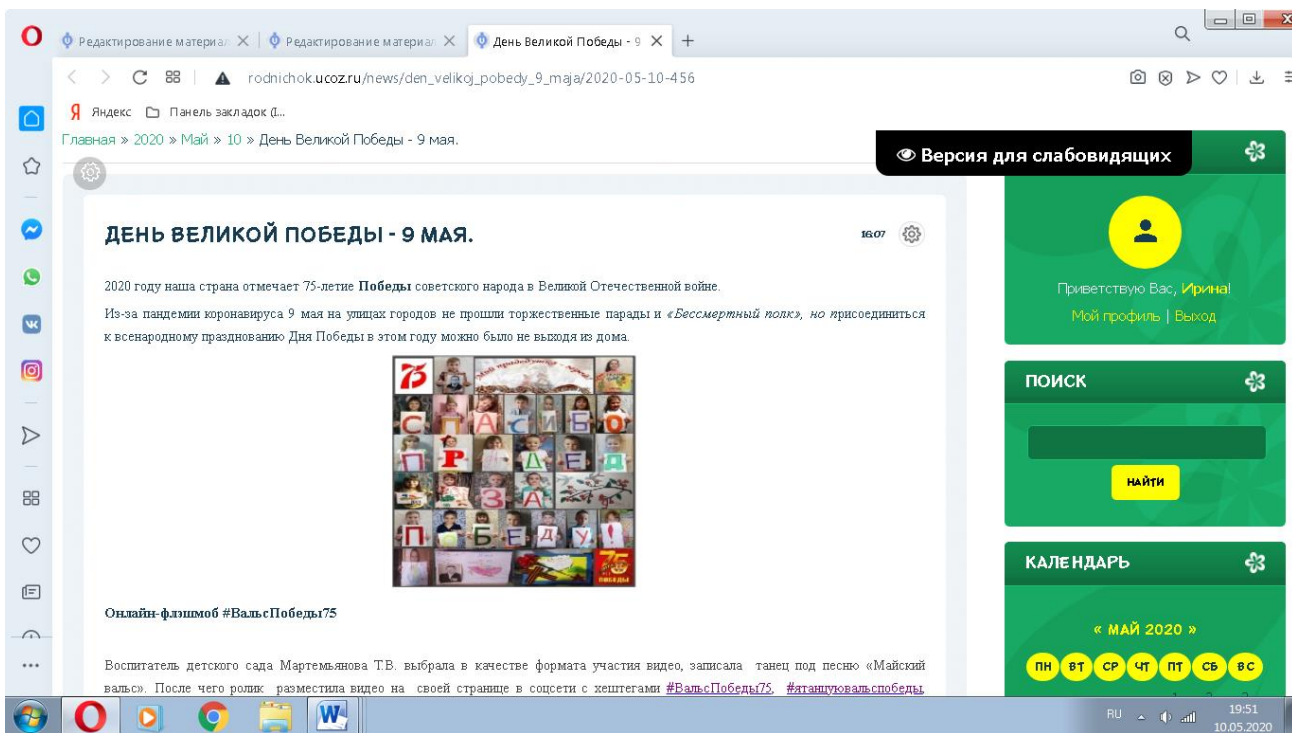 Редактирование материал
Редактирование материал
День Великой Победы - 9
rodnichok.ucoz.ru/news/den_velikoj_pobedy_9_maja/2020-05-10-456
Яндекс
Панель закладок (I...
Главная » 2020 » Май » 10 » День Великой Победы - 9 мая.
Версия для слабовидящих
ДЕНЬ ВЕЛИКОЙ ПОБЕДЫ - 9 МАЯ.
16:07
2020 году наша страна отмечает 75-летие Победы советского народа в Великой Отечественной войне.
Из-за пандемии коронавируса 9 мая на улицах городов не прошли торжественные парады и «Бессмертный полк», но присоединиться
к всенародному празднованию Дня Победы в этом году можно было не выходя из дома.
75
СПАСИБО
ПРАДЕД
ЗА
ПОБЕДУ!
75
ПОБЕДЫ
Онлайн-флэшмоб #ВальсПобеды75
Воспитатель детского сада Мартемьянова Т.В. выбрала в качестве формата участия видео, записала танец под песню «Майский
вальс». После чего ролик разместила видео на своей странице в соцсети с хештегами #ВальсПобеды75, #ятанцуювальспобеды,
Приветствую Вас, Ирина!
Мой профиль | Выход
ПОИСК
НАЙТИ
КАЛЕНДАРЬ
« МАЙ 2020 »
ПН ВТ СР ЧТ ПТ СБ ВС
RU
19:51
10.05.2020